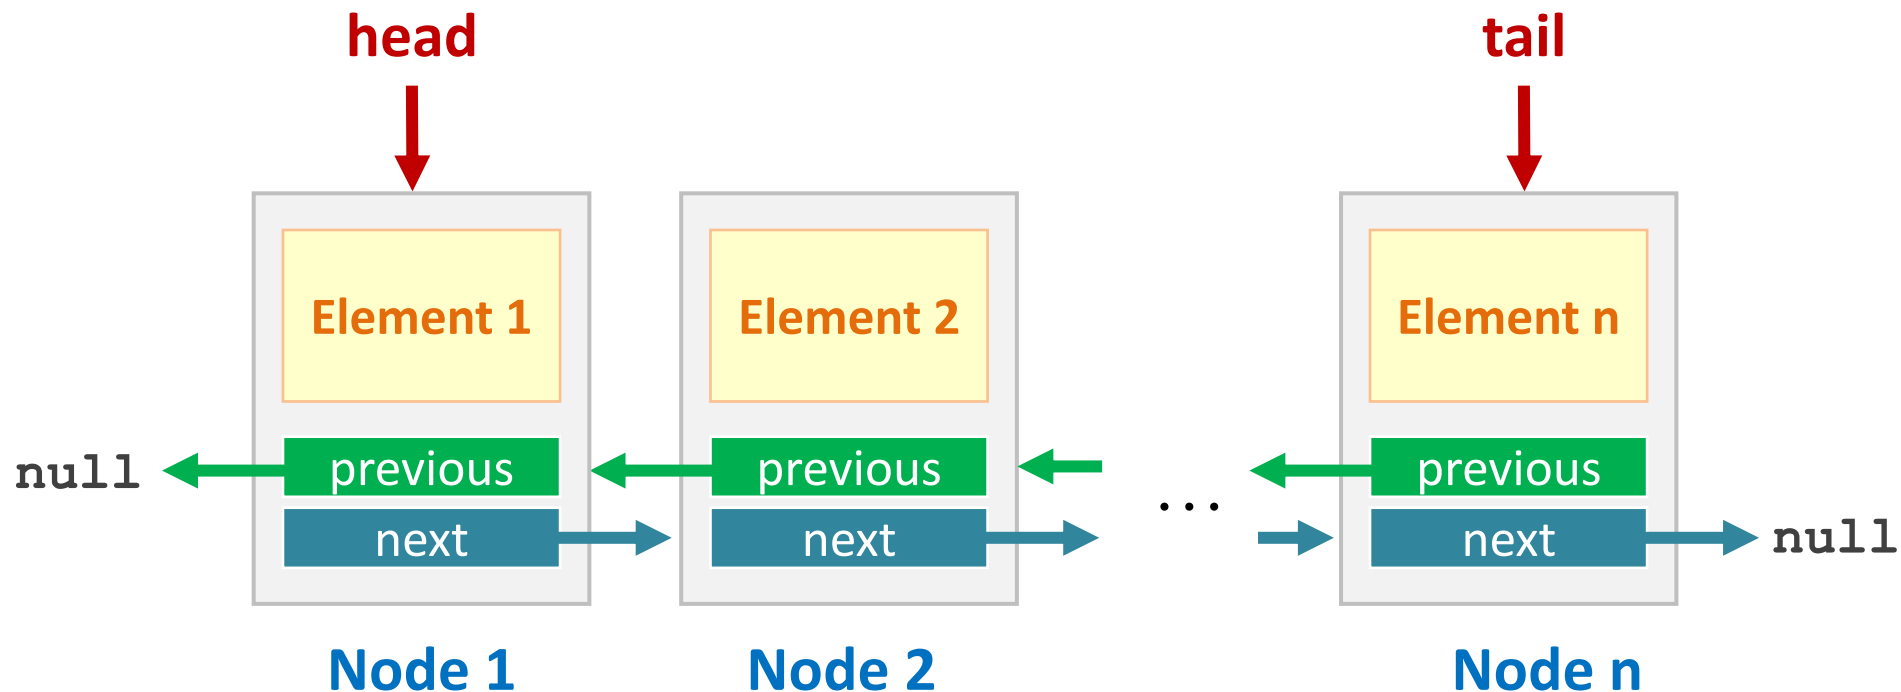 head
tail
Element 1
Element 2
Element n
null
previous
previous
...
previous
next
next
next
null
Node 1
Node 2
Node n